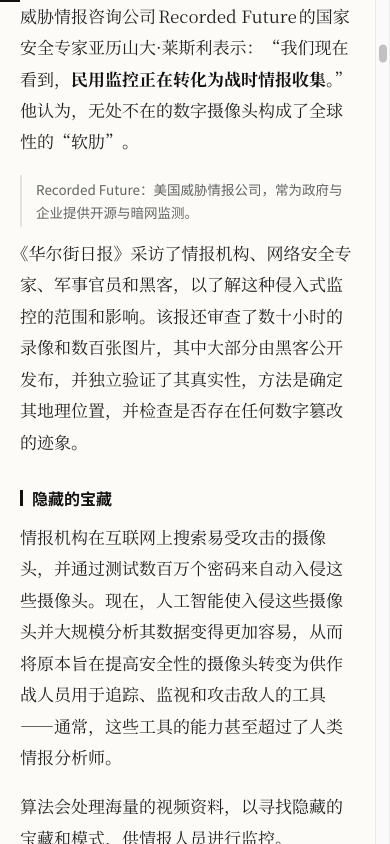 威胁情报咨询公司Recorded Future的国家
安全专家亚历山大·莱斯利表示：“我们现在
看到，民用监控正在转化为战时情报收集。”
他认为，无处不在的数字摄像头构成了全球
性的“软肋”。
Recorded Future：美国威胁情报公司，常为政府与
企业提供开源与暗网监测。
《华尔街日报》采访了情报机构、网络安全专
家、军事官员和黑客，以了解这种侵入式监
控的范围和影响。该报还审查了数十小时的
录像和数百张图片，其中大部分由黑客公开
发布，并独立验证了其真实性，方法是确定
其地理位置，并检查是否存在任何数字篡改
的迹象。
隐藏的宝藏
情报机构在互联网上搜索易受攻击的摄像
头，并通过测试数百万个密码来自动入侵这
些摄像头。现在，人工智能使入侵这些摄像
头并大规模分析其数据变得更加容易，从而
将原本旨在提高安全性的摄像头转变为供作
战人员用于追踪、监视和攻击敌人的工具
——通常，这些工具的能力甚至超过了人类
情报分析师。
算法会处理海量的视频资料，以寻找隐藏的
宝藏和模式，供情报人员进行监控。